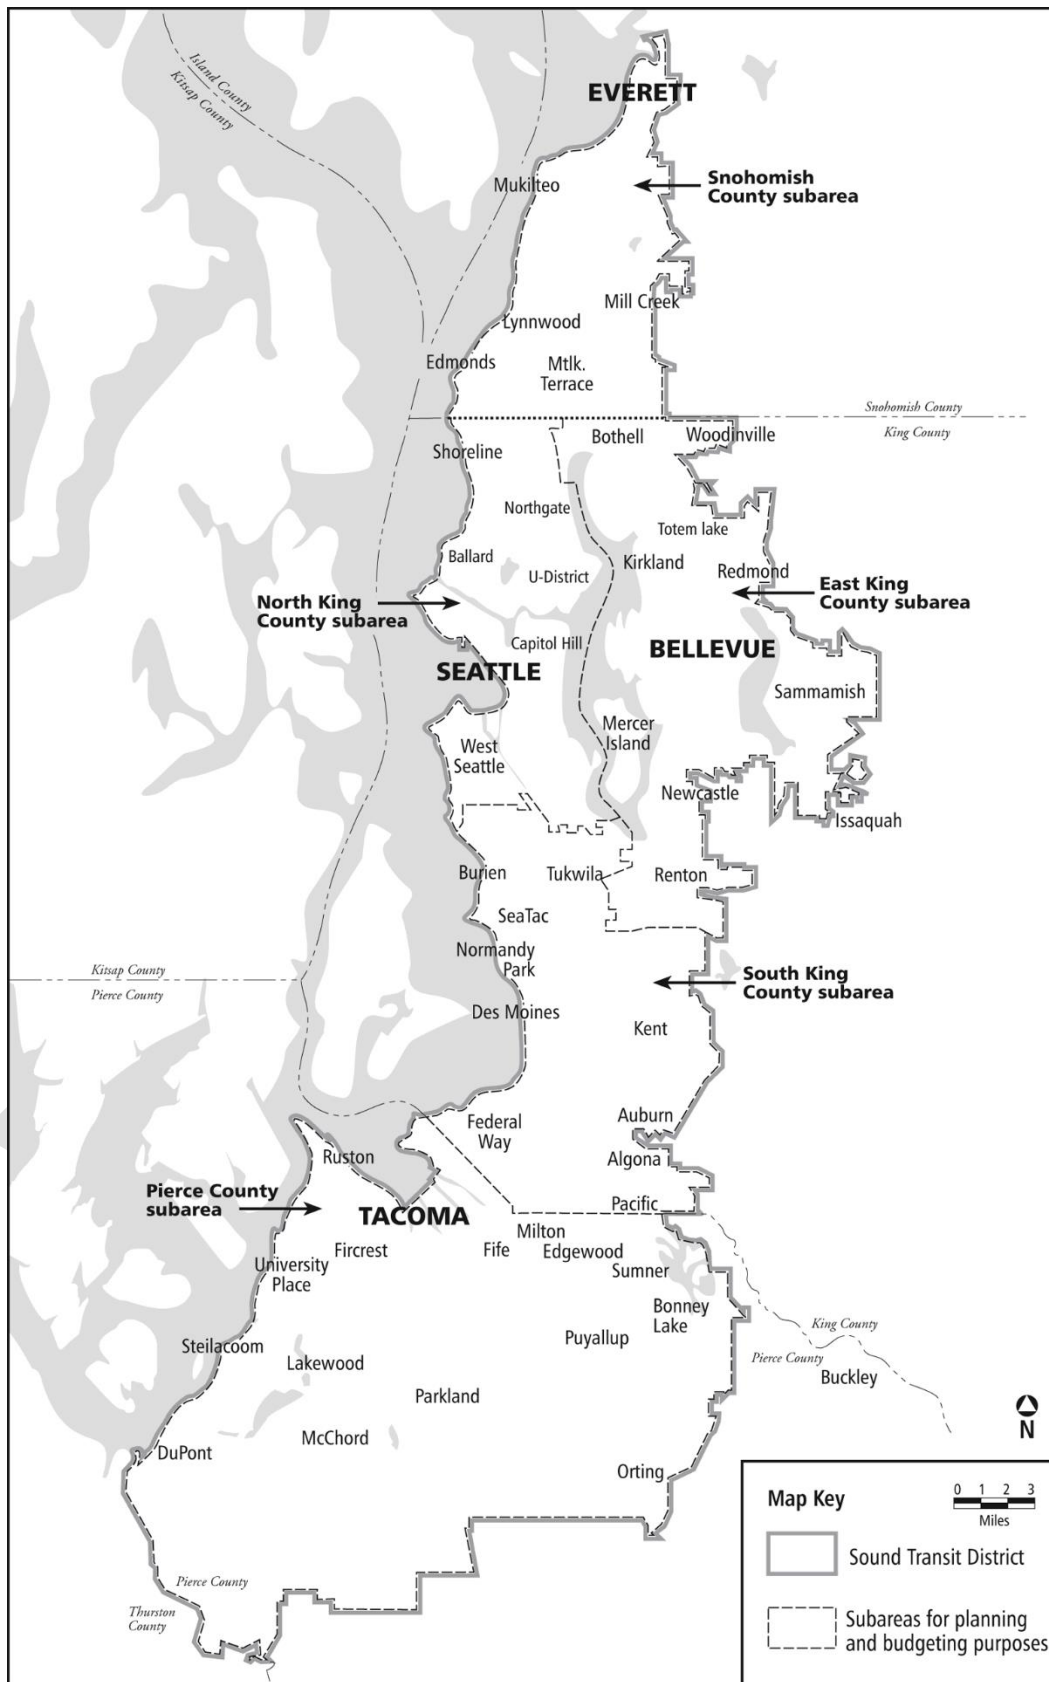 Island County
Kitsap County
EVERETT
Mukilteo
Snohomish
County subarea
Mill Creek
Lynnwood
Edmonds
Mtlk.
Terrace
Snohomish County
King County
Shoreline
Bothell
Woodinville
Northgate
Totem lake
Ballard
U-District
Kirkland
Redmond
North King
County subarea
East King
County subarea
Capitol Hill
SEATTLE
BELLEVUE
Sammamish
West
Seattle
Mercer
Island
Newcastle
Issaquah
Burien
Tukwila
Renton
SeaTac
Normandy
Park
Kitsap County
Pierce County
South King
County subarea
Des Moines
Kent
Federal
Way
Auburn
Ruston
Algona
Pierce County
subarea
TACOMA
Pacific
Milton
Fircrest
Fife
Edgewood
University
Place
Sumner
Bonney
Lake
Steilacoom
Lakewood
Puyallup
King County
Pierce County
Buckley
Parkland
McChord
DuPont
Orting
N
Map Key
0 1 2 3
Miles
Sound Transit District
Subareas for planning
and budgeting purposes
Pierce County
Thurston
County